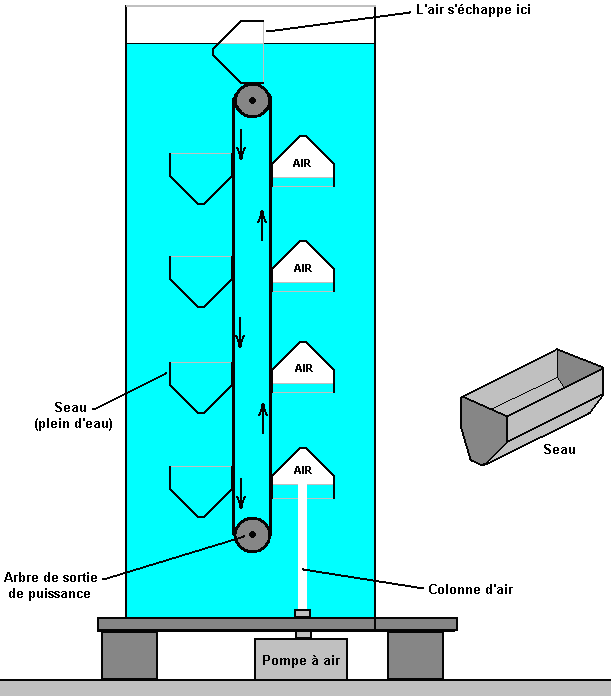 L'air s'échappe ici
AIR
AIR
AIR
Seau
(plein d'eau)
Seau
AIR
Arbre de sortie
de puissance
Colonne d'air
Pompe à air